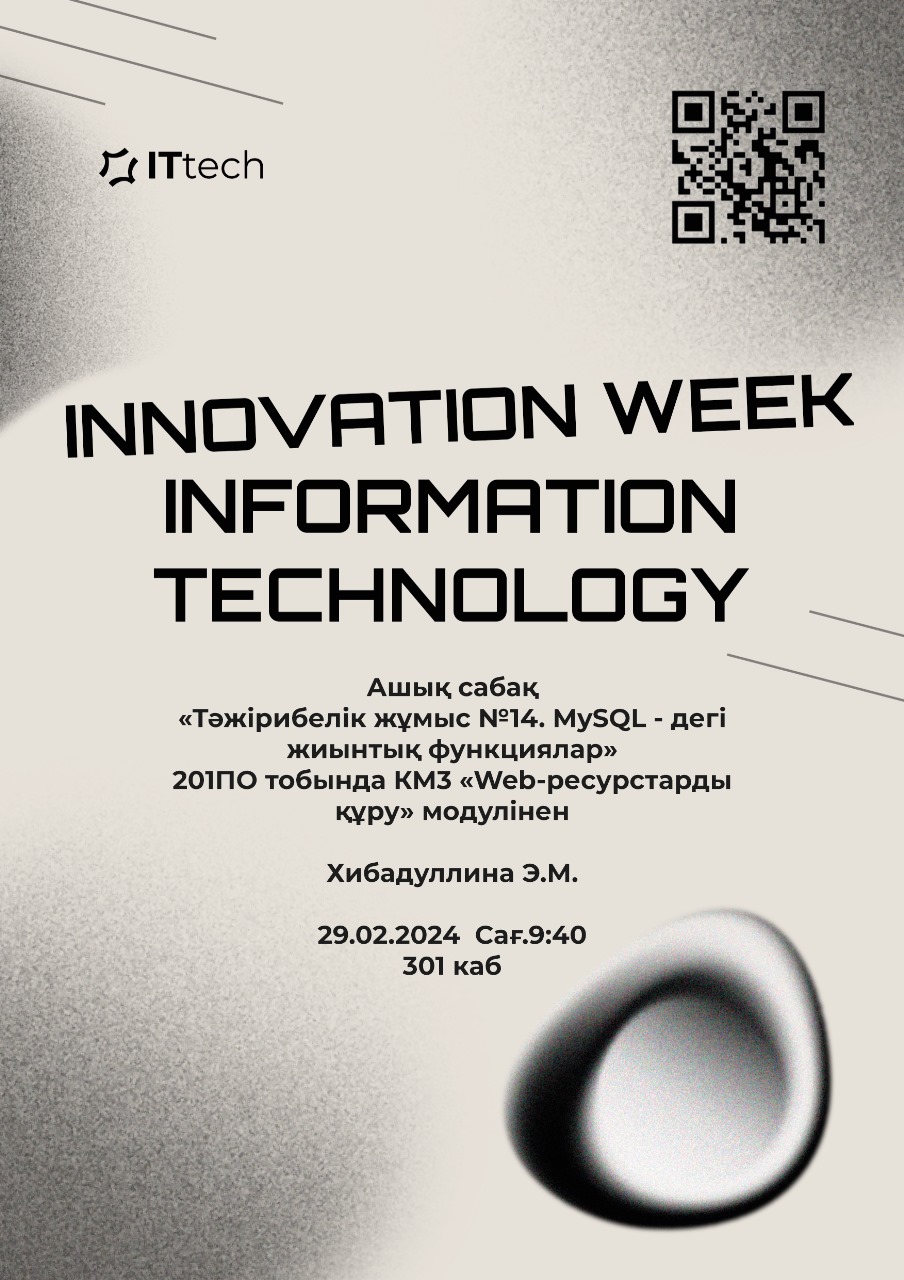 ITtech
INNOVATION WEEK
INFORMATION
TECHNOLOGY
Ашық сабақ
«Тәжірибелік жұмыс №14. MySQL - дегі
жиынтық функциялар»
201ПО тобында КМ3 «Web-ресурстарды
құру» модулінен
Хибадуллина Э.М.
29.02.2024 Сағ.9:40
301 каб